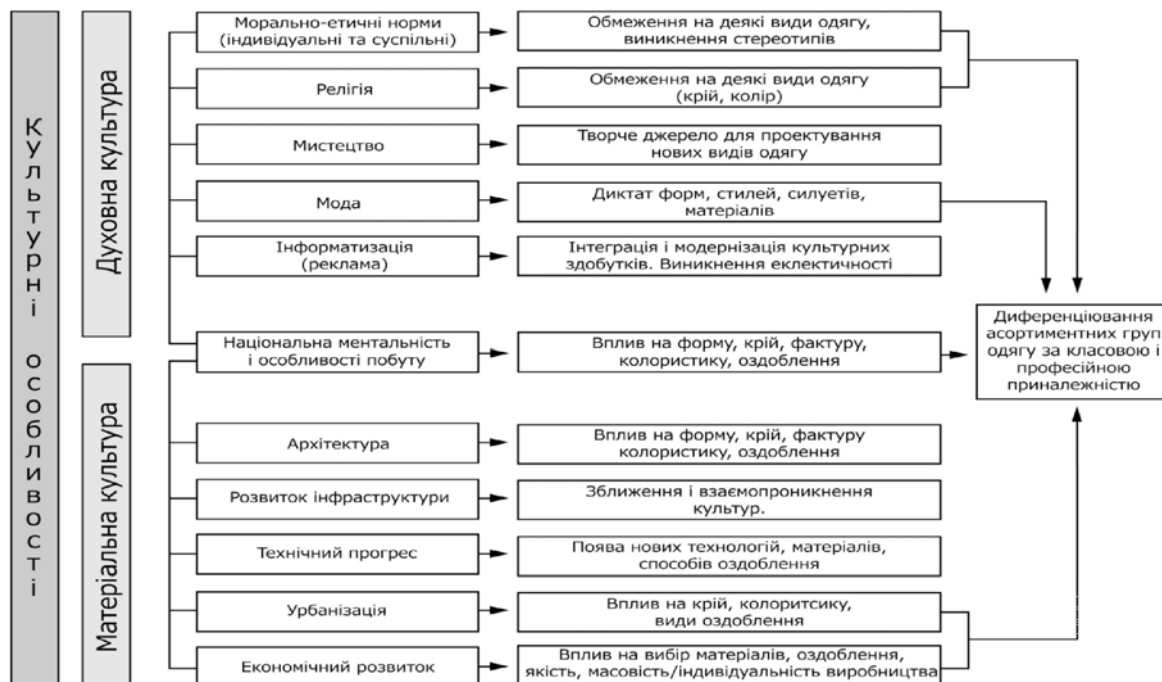 Культурні особливості
Духовна культура
Матеріальна культура
Морально-етичні норми
(індивідуальні та суспільні)
Обмеження на деякі види одягу,
виникнення стереотипів
Релігія
Обмеження на деякі види одягу
(крій, колір)
Мистецтво
Творче джерело для проектування
нових видів одягу
Мода
Диктат форм, стилей, силуетів,
матеріалів
Інформатизація
(реклама)
Інтеграція і модернізація культурних
здобутків. Виникнення еклектичності
Національна ментальність
і особливості побуту
Вплив на форму, крій, фактуру,
колористику, оздоблення
Архітектура
Вплив на форму, крій, фактуру
колористику, оздоблення
Розвиток інфраструктури
Зближення і взаємопроникнення
культур.
Технічний прогрес
Поява нових технологій, матеріалів,
способів оздоблення
Урбанізація
Вплив на крій, колоритсику,
види оздоблення
Економічний розвиток
Вплив на вибір матеріалів, оздоблення,
якість, масовість/індивідуальність виробництва
Диференціювання
асортиментних груп
одягу за класовою і
професійною
приналежністю